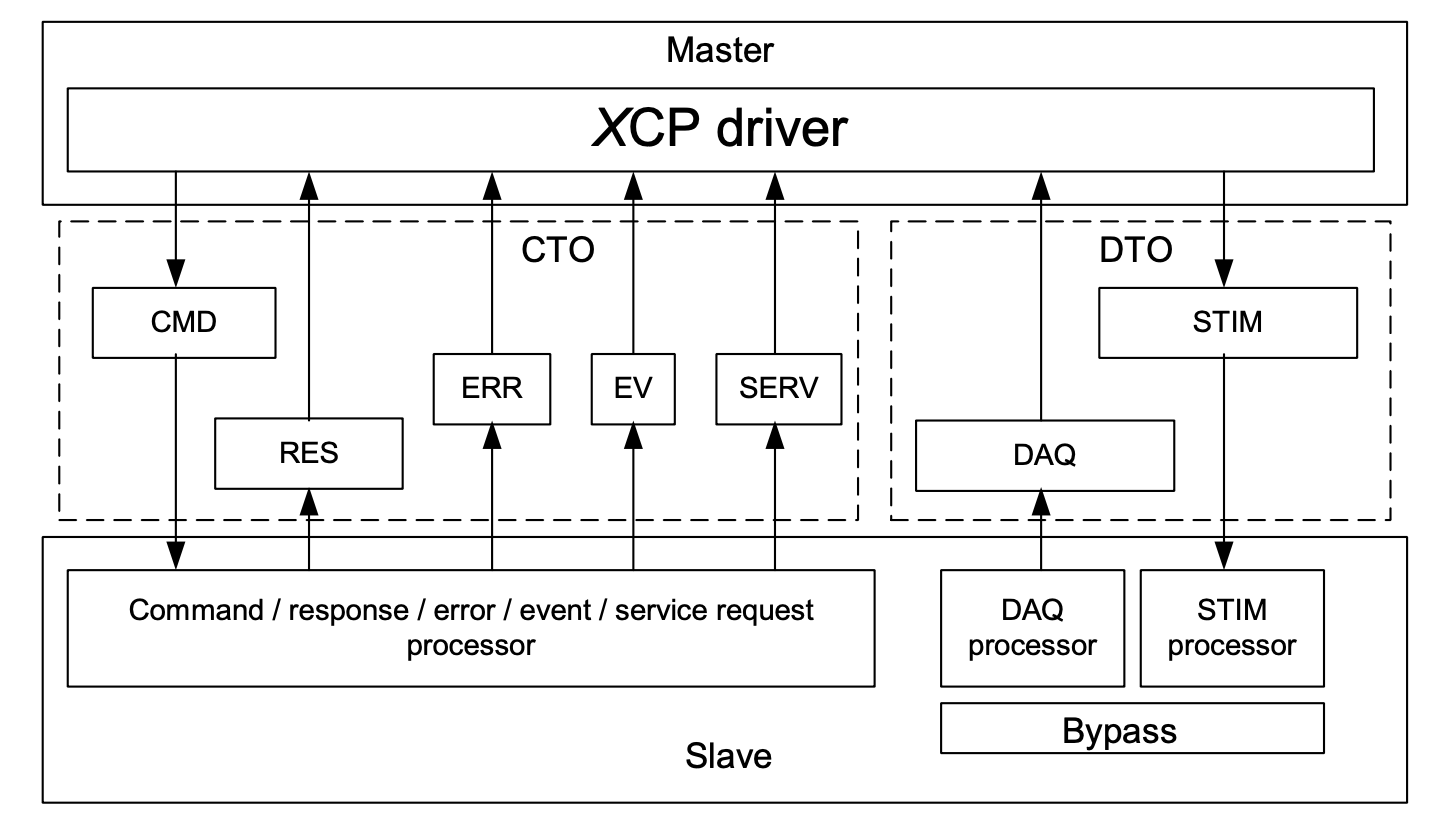 Master
XCP driver
CTO
DTO
CMD
STIM
ERR
EV
SERV
RES
DAQ
Command / response / error / event / service request
processor
DAQ
processor
STIM
processor
Bypass
Slave